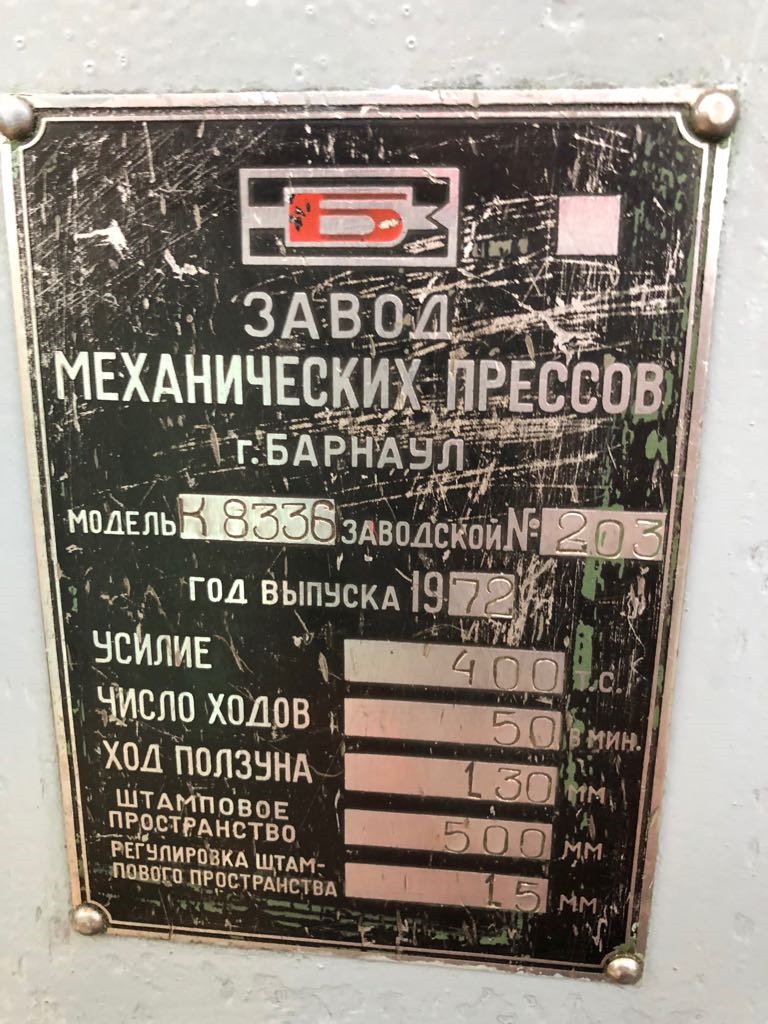 Б
ЗАВОД
МЕХАНИЧЕСКИХ ПРЕССОВ
г. БАРНАУЛ
МОДЕЛЬ К 8336 ЗАВОДСКОЙ № 203
ГОД ВЫПУСКА 1972
УСИЛИЕ 400 Т.С.
ЧИСЛО ХОДОВ 50 В МИН.
ХОД ПОЛЗУНА 130 ММ
ШТАМПОВОЕ
ПРОСТРАНСТВО 500 ММ
РЕГУЛИРОВКА ШТАМ-
ПОВОГО ПРОСТРАНСТВА 15 ММ